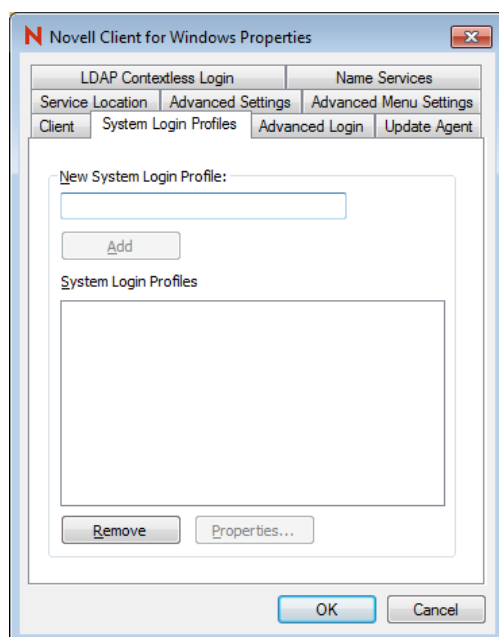 N Novell Client for Windows Properties
LDAP Contextless Login Name Services
Service Location Advanced Settings Advanced Menu Settings
Client System Login Profiles Advanced Login Update Agent
New System Login Profile:
Add
System Login Profiles
Remove Properties...
OK Cancel